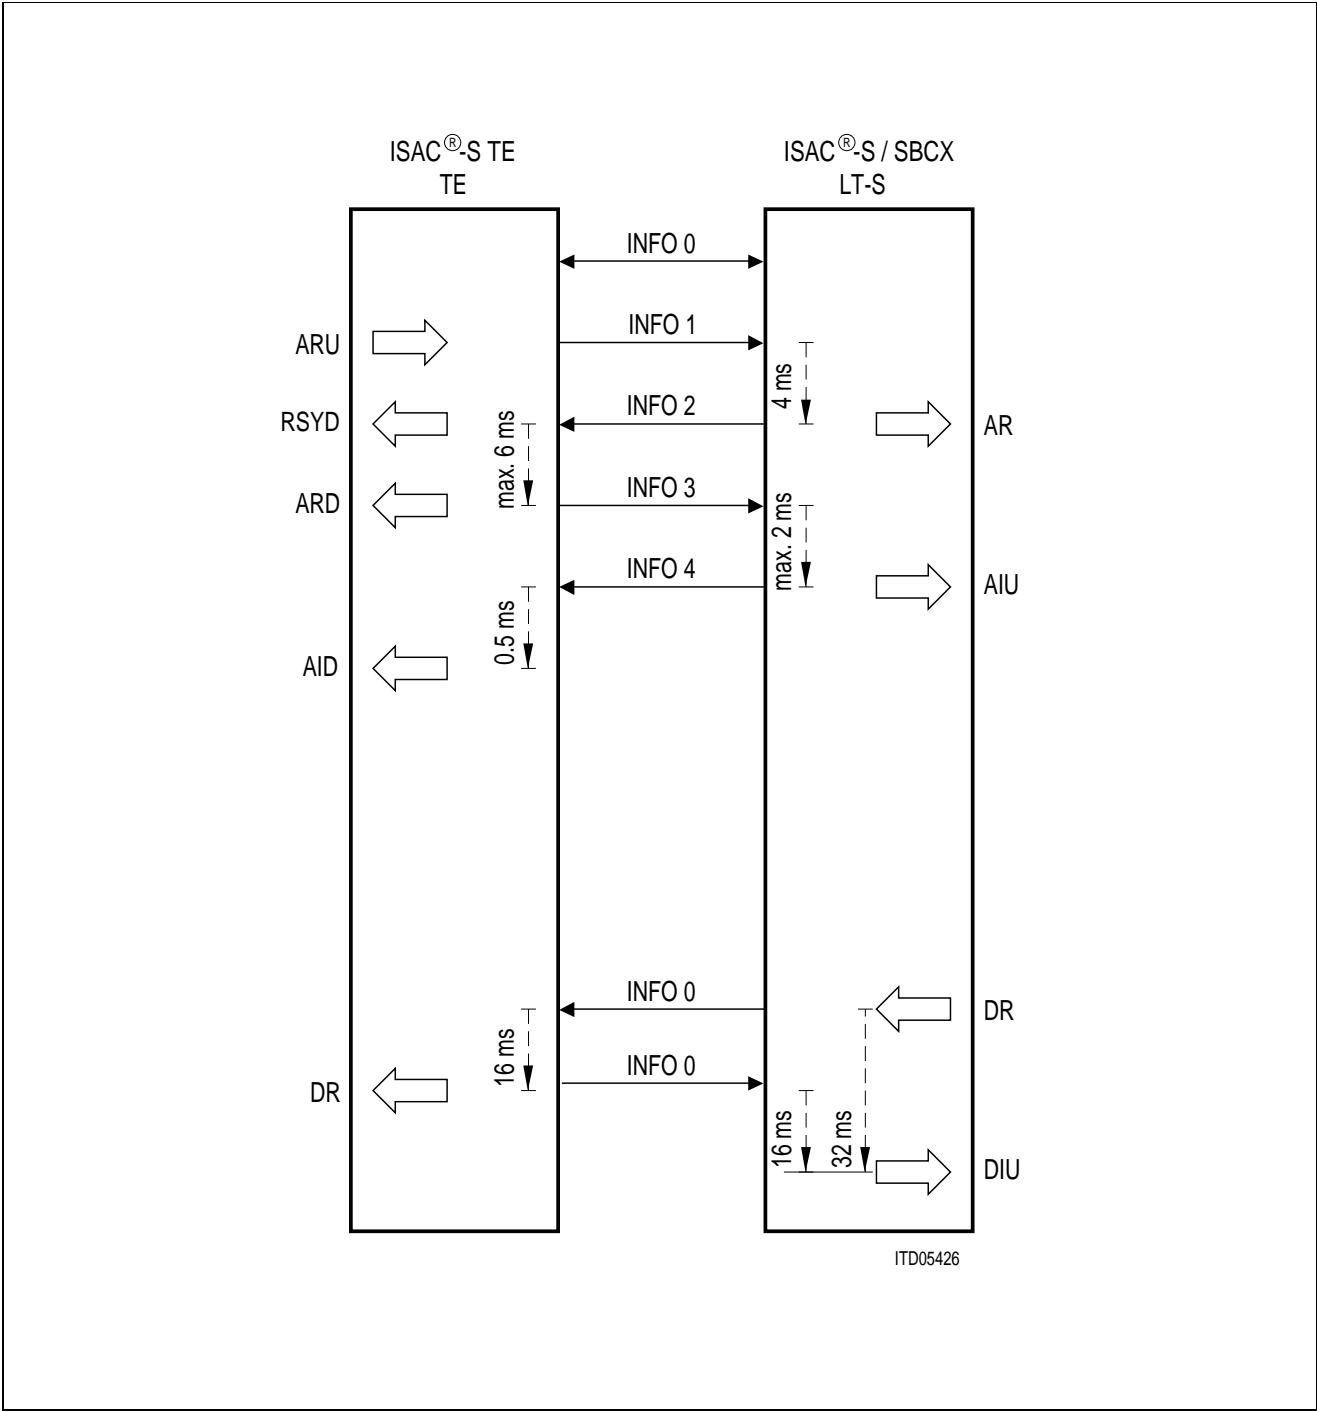 ISAC®-S TE
TE
ISAC®-S / SBCX
LT-S
INFO 0
ARU
INFO 1
4 ms
RSYD
INFO 2
AR
max. 6 ms
ARD
INFO 3
max. 2 ms
INFO 4
AIU
0.5 ms
AID
INFO 0
DR
16 ms
INFO 0
DR
16 ms
32 ms
DIU
ITD05426